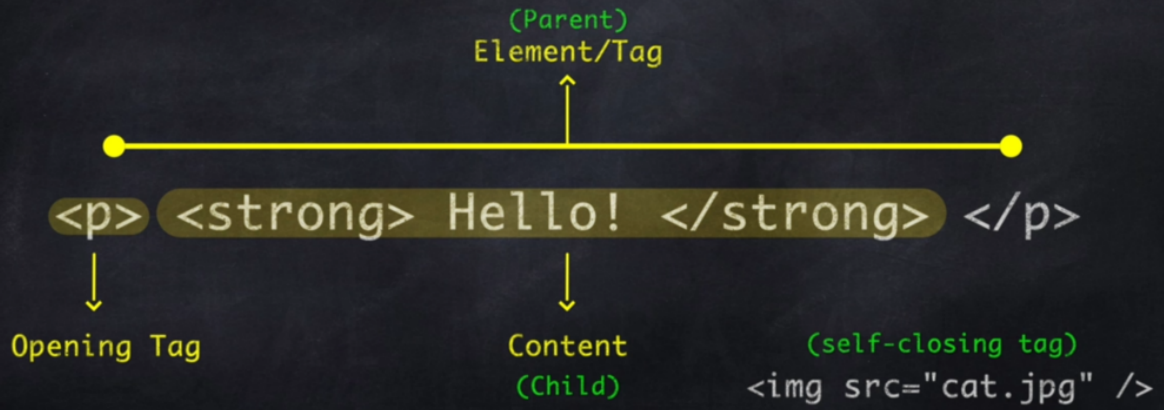 (Parent)
Element/Tag
<p> <strong> Hello! </strong> </p>
Opening Tag
Content
(Child)
(self-closing tag)
<img src="cat.jpg" />